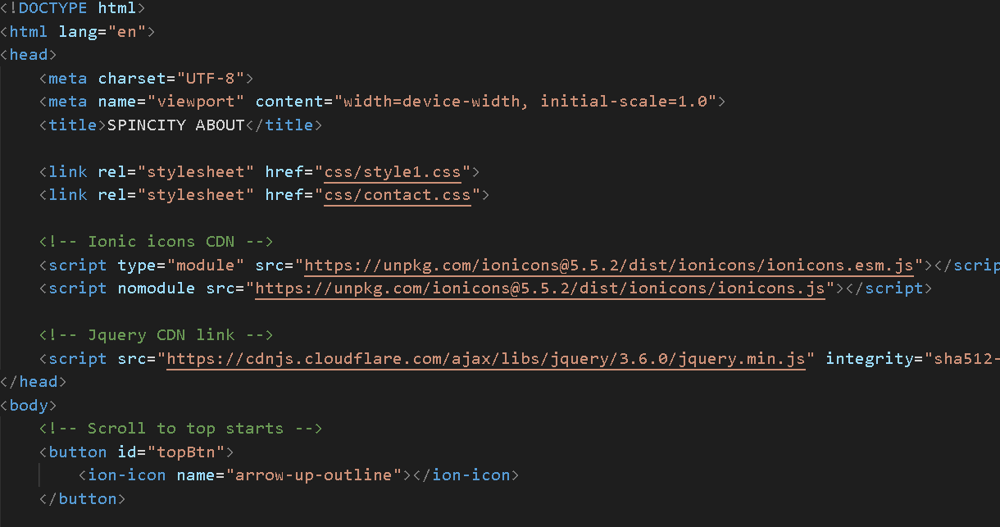 <!DOCTYPE html>
<html lang="en">
<head>
    <meta charset="UTF-8">
    <meta name="viewport" content="width=device-width, initial-scale=1.0">
    <title>SPINCITY ABOUT</title>
    <link rel="stylesheet" href="css/style1.css">
    <link rel="stylesheet" href="css/contact.css">
    <!-- Ionic icons CDN -->
    <script type="module" src="https://unpkg.com/ionicons@5.5.2/dist/ionicons/ionicons.esm.js"></scrip
    <script nomodule src="https://unpkg.com/ionicons@5.5.2/dist/ionicons/ionicons.js"></script>
    <!-- Jquery CDN link -->
    <script src="https://cdnjs.cloudflare.com/ajax/libs/jquery/3.6.0/jquery.min.js" integrity="sha512-
</head>
<body>
    <!-- Scroll to top starts -->
    <button id="topBtn">
        <ion-icon name="arrow-up-outline"></ion-icon>
    </button>